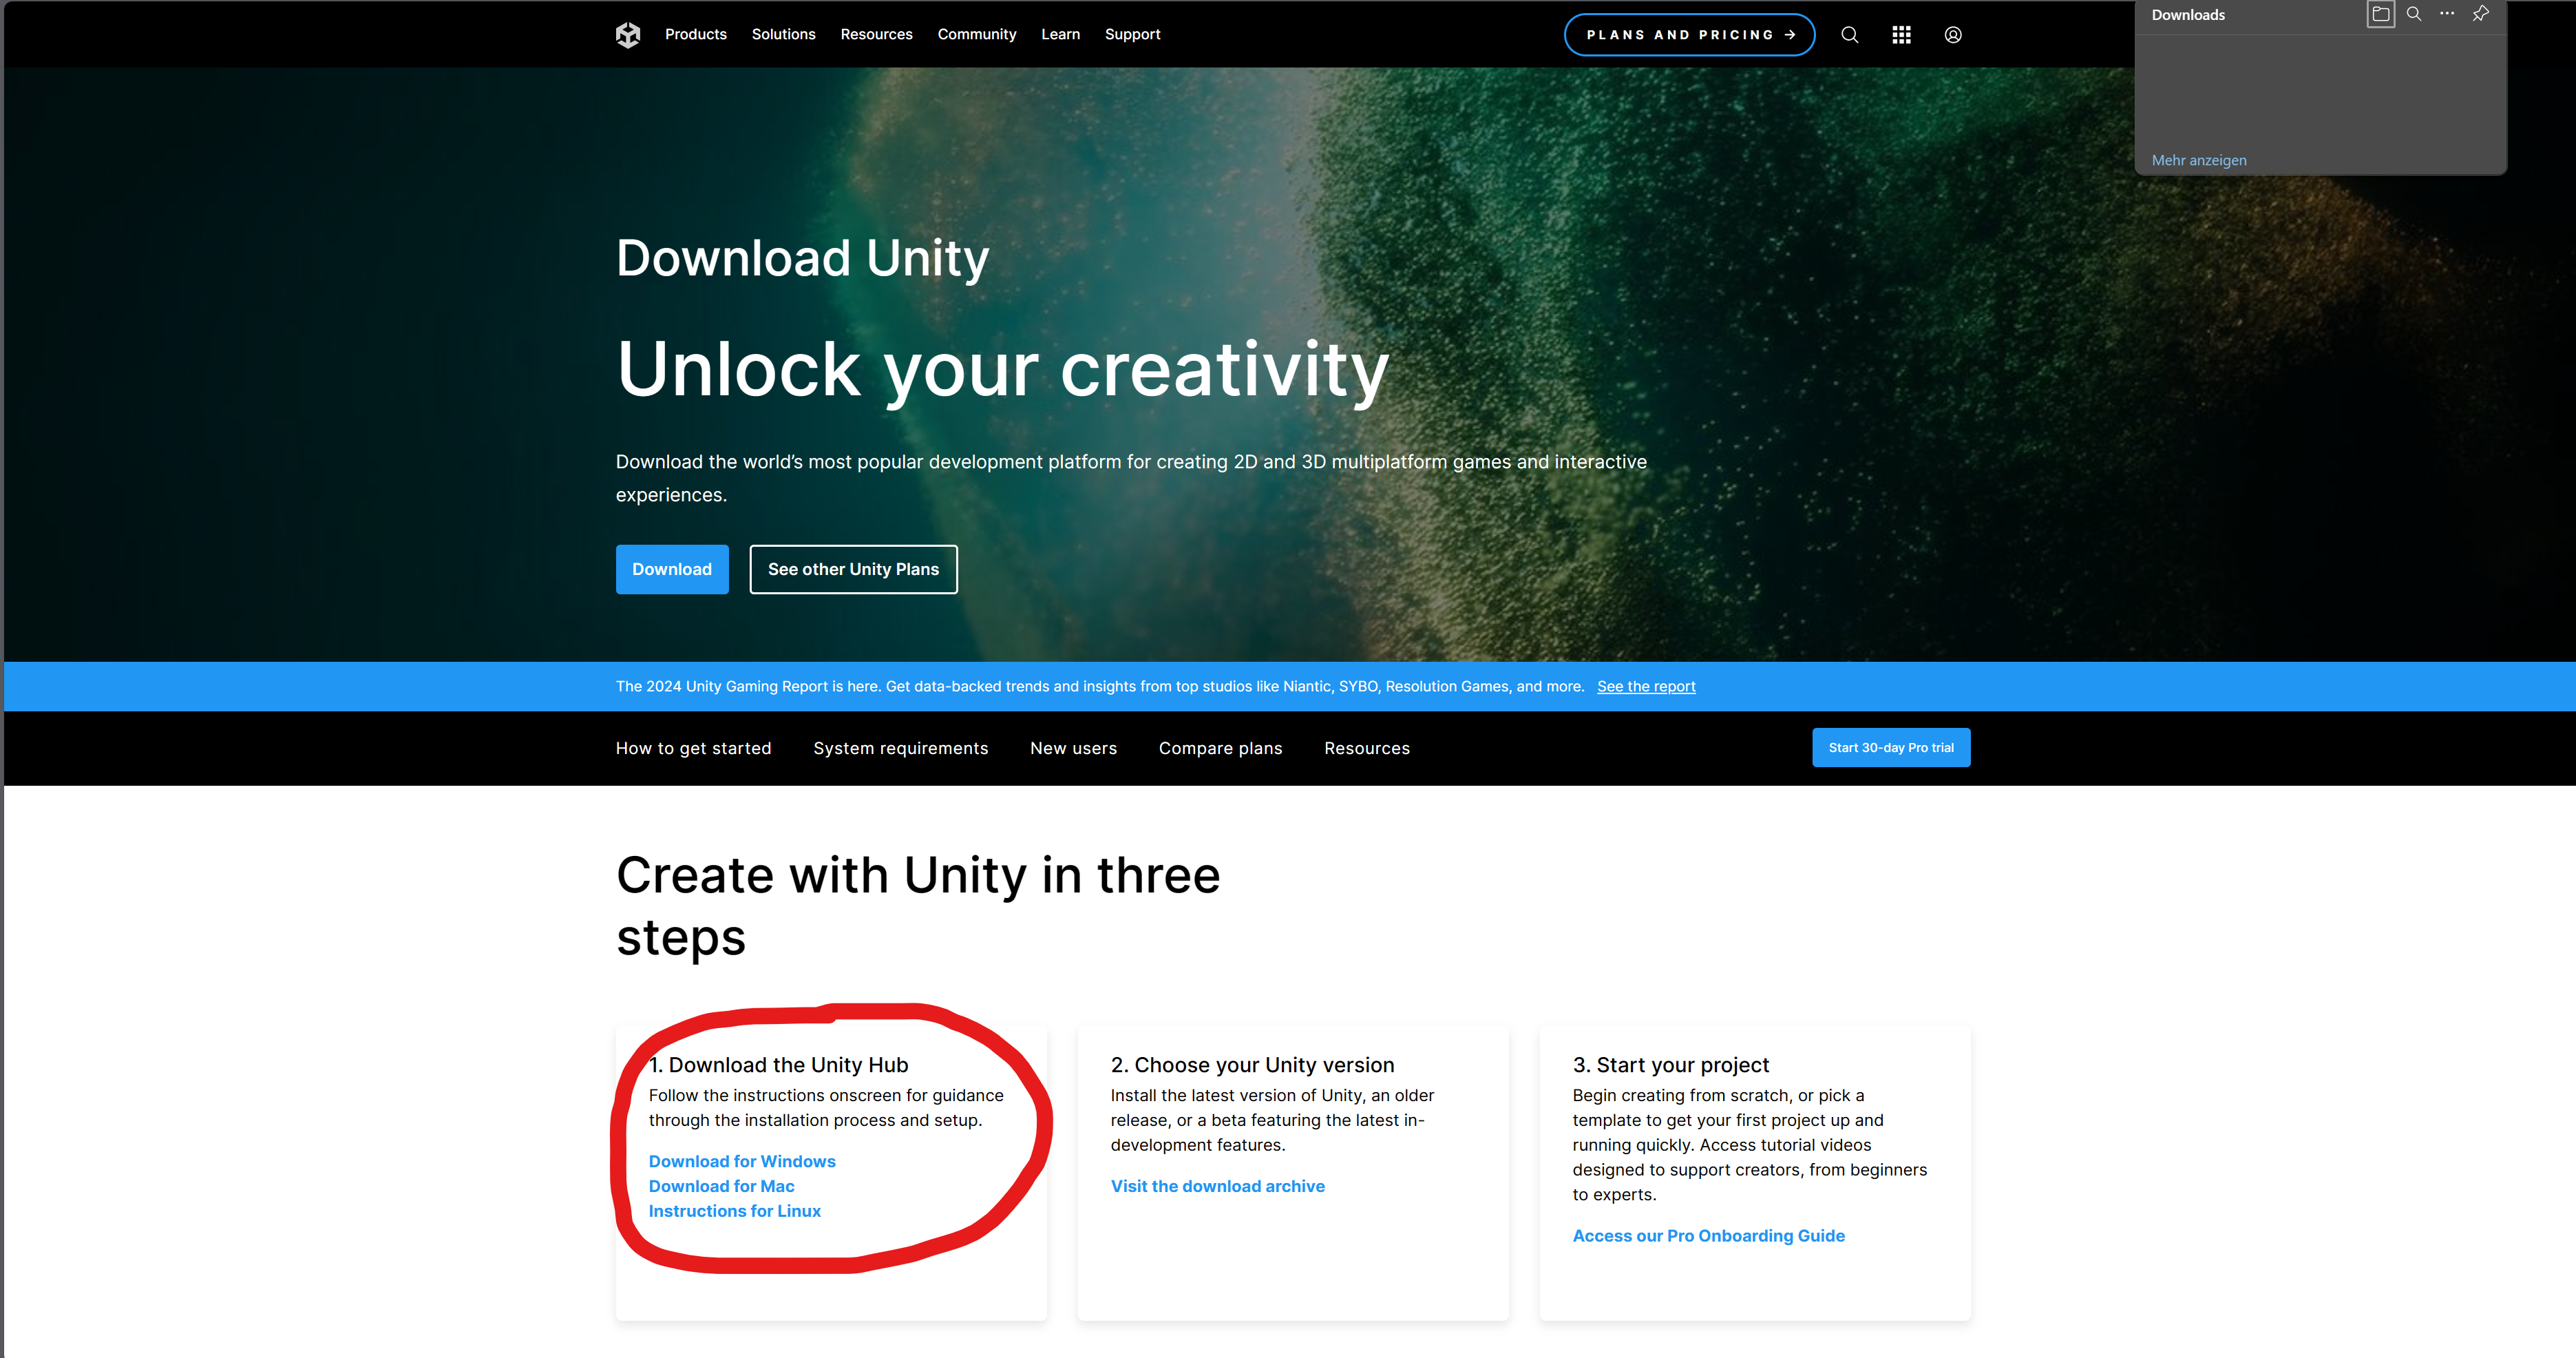 Products Solutions Resources Community Learn Support PLANS AND PRICING →
Downloads
Mehr anzeigen
Download Unity
Unlock your creativity
Download the world’s most popular development platform for creating 2D and 3D multiplatform games and interactive
experiences.
Download See other Unity Plans
The 2024 Unity Gaming Report is here. Get data-backed trends and insights from top studios like Niantic, SYBO, Resolution Games, and more. See the report
How to get started System requirements New users Compare plans Resources Start 30-day Pro trial
Create with Unity in three
steps
1. Download the Unity Hub
Follow the instructions onscreen for guidance
through the installation process and setup.
Download for Windows
Download for Mac
Instructions for Linux
2. Choose your Unity version
Install the latest version of Unity, an older
release, or a beta featuring the latest in-
development features.
Visit the download archive
3. Start your project
Begin creating from scratch, or pick a
template to get your first project up and
running quickly. Access tutorial videos
designed to support creators, from beginners
to experts.
Access our Pro Onboarding Guide